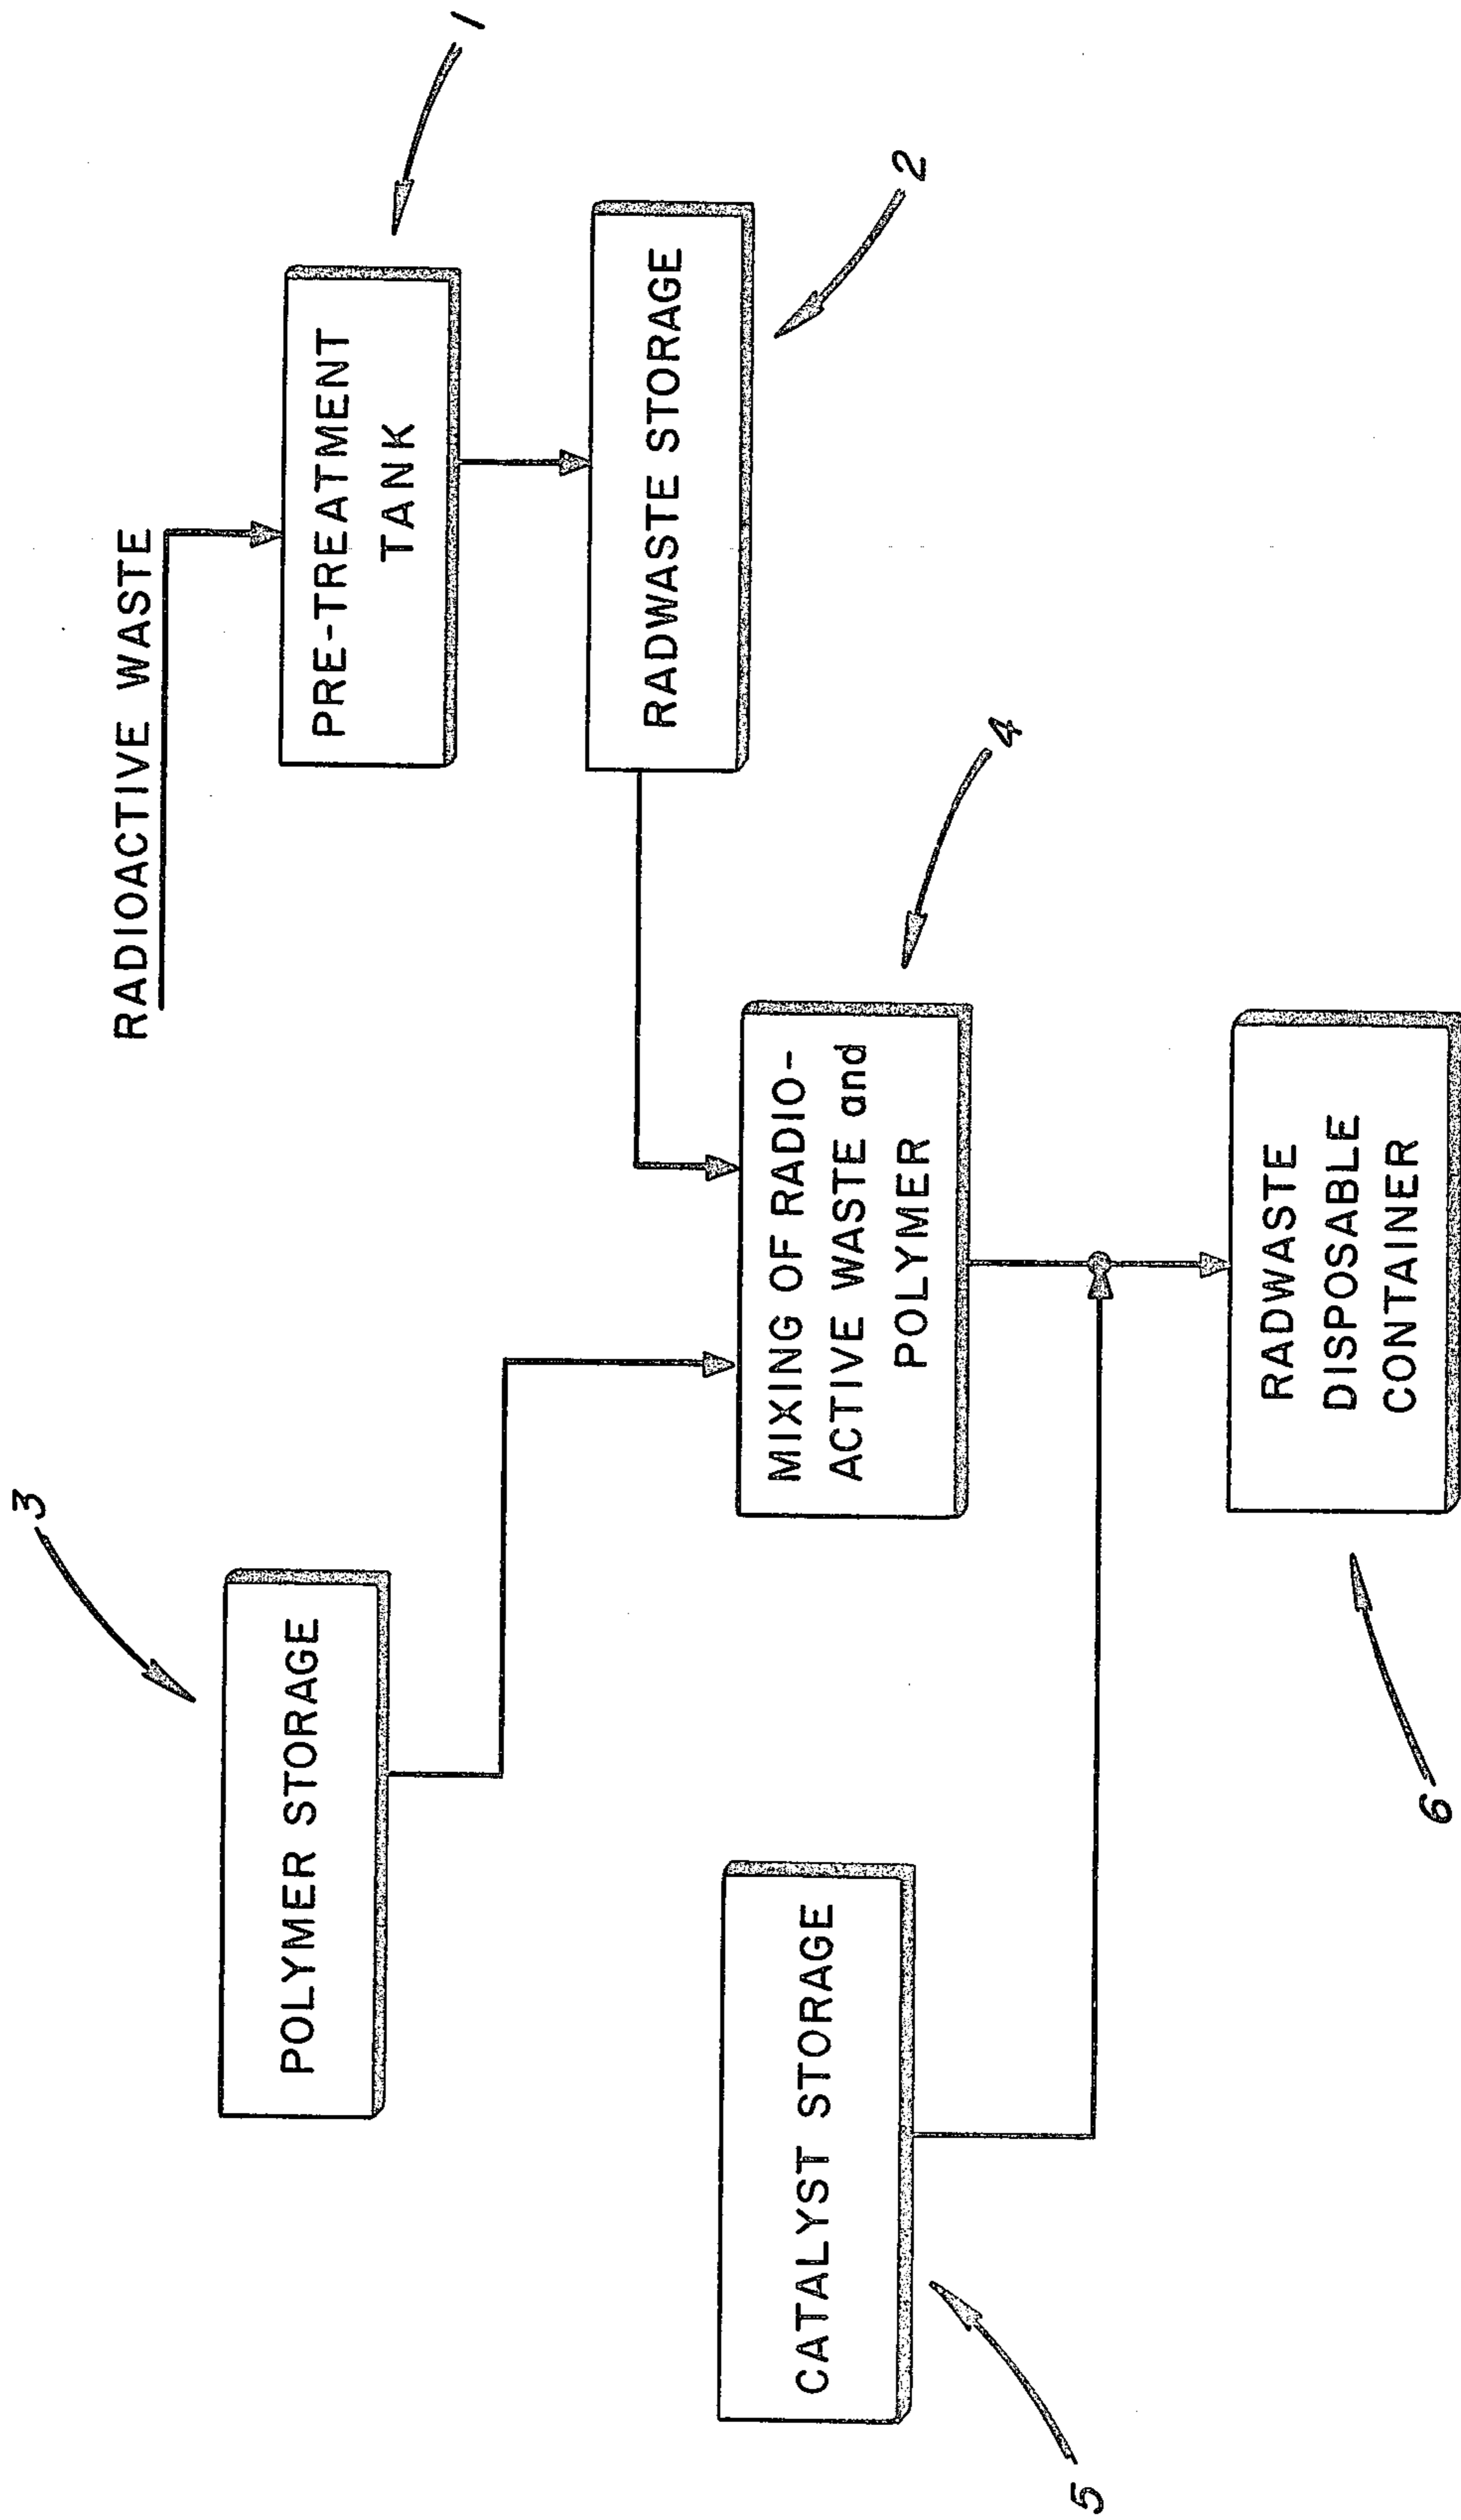 RADIOACTIVE WASTE
1
PRE-TREATMENT
TANK
2
RADWASTE STORAGE
3
POLYMER STORAGE
4
MIXING OF RADIO-
ACTIVE WASTE and
POLYMER
5
CATALYST STORAGE
6
RADWASTE
DISPOSABLE
CONTAINER